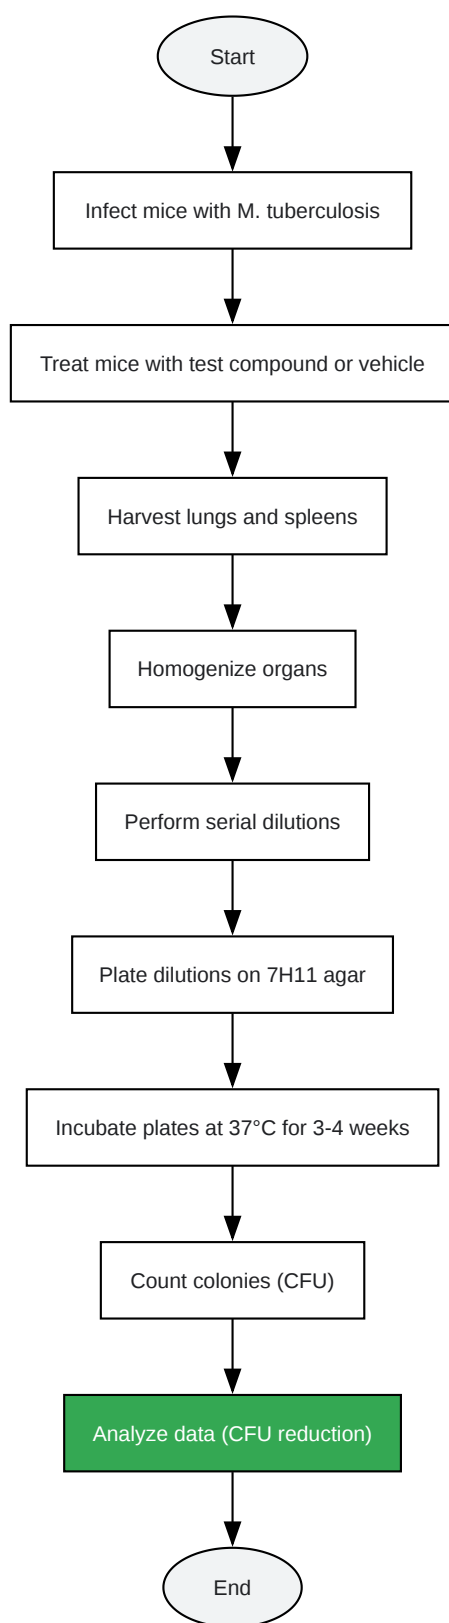 Start
Infect mice with M. tuberculosis
Treat mice with test compound or vehicle
Harvest lungs and spleens
Homogenize organs
Perform serial dilutions
Plate dilutions on 7H11 agar
Incubate plates at 37°C for 3-4 weeks
Count colonies (CFU)
Analyze data (CFU reduction)
End